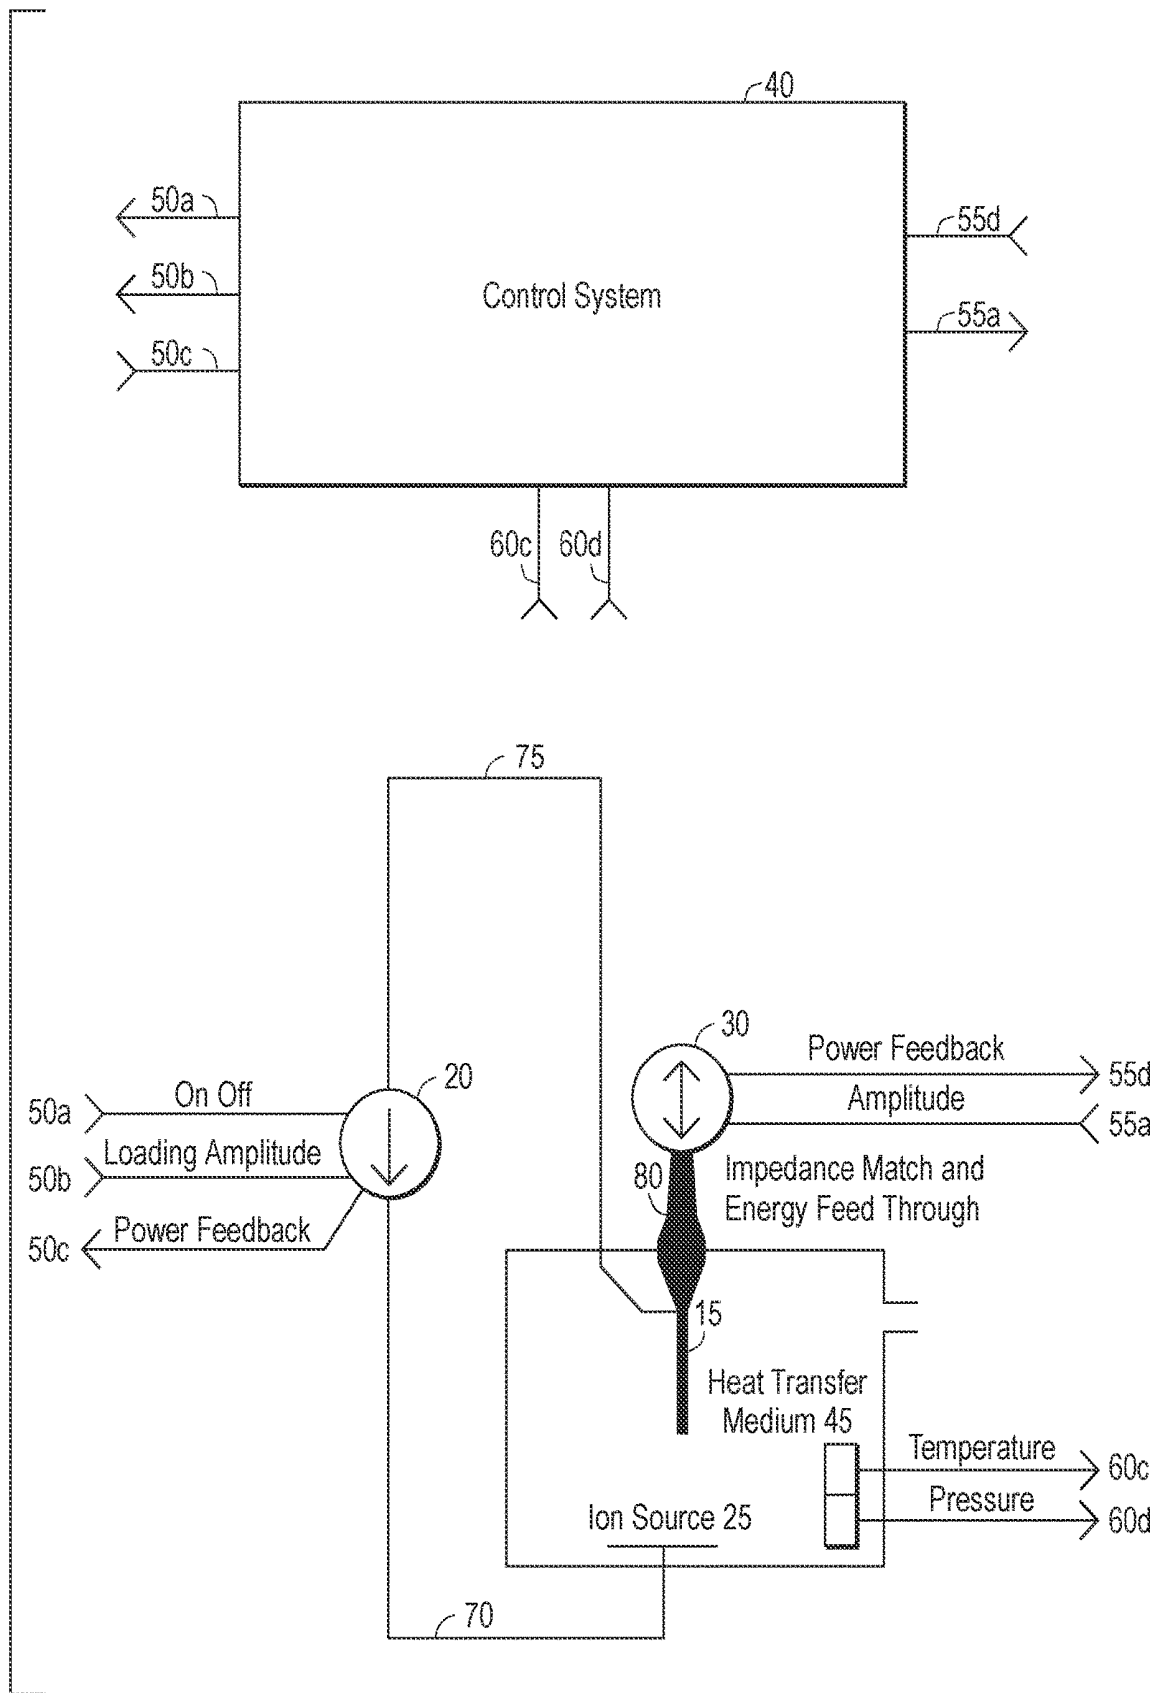 40
50a
55d
50b
Control System
55a
50c
60c
60d
75
30
Power Feedback
55d
20
On Off
50a
Amplitude
55a
Loading Amplitude
50b
80
Impedance Match and
Energy Feed Through
Power Feedback
50c
15
Heat Transfer
Medium 45
Temperature
60c
Pressure
60d
Ion Source 25
70